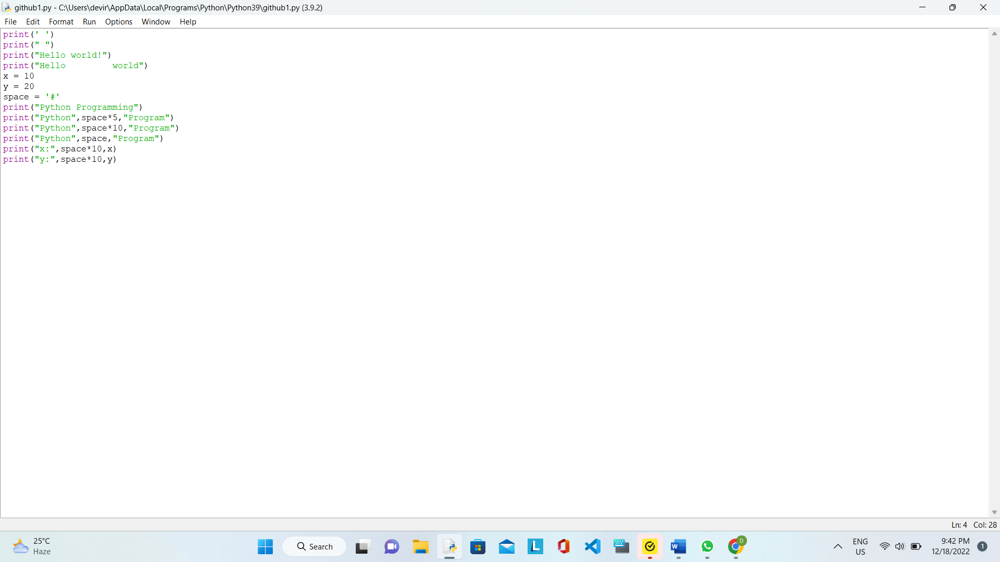 github1.py - C:\Users\devir\AppData\Local\Programs\Python\Python39\github1.py (3.9.2)
File Edit Format Run Options Window Help
print(' ')
print(" ")
print("Hello world!")
print("Hello         world")
x = 10
y = 20
space = '#'
print("Python Programming")
print("Python",space*5,"Program")
print("Python",space*10,"Program")
print("Python",space,"Program")
print("x:",space*10,x)
print("y:",space*10,y)
Ln: 4 Col: 28
25°C
Haze
Search
L
W
D
ENG
US
9:42 PM
12/18/2022
1